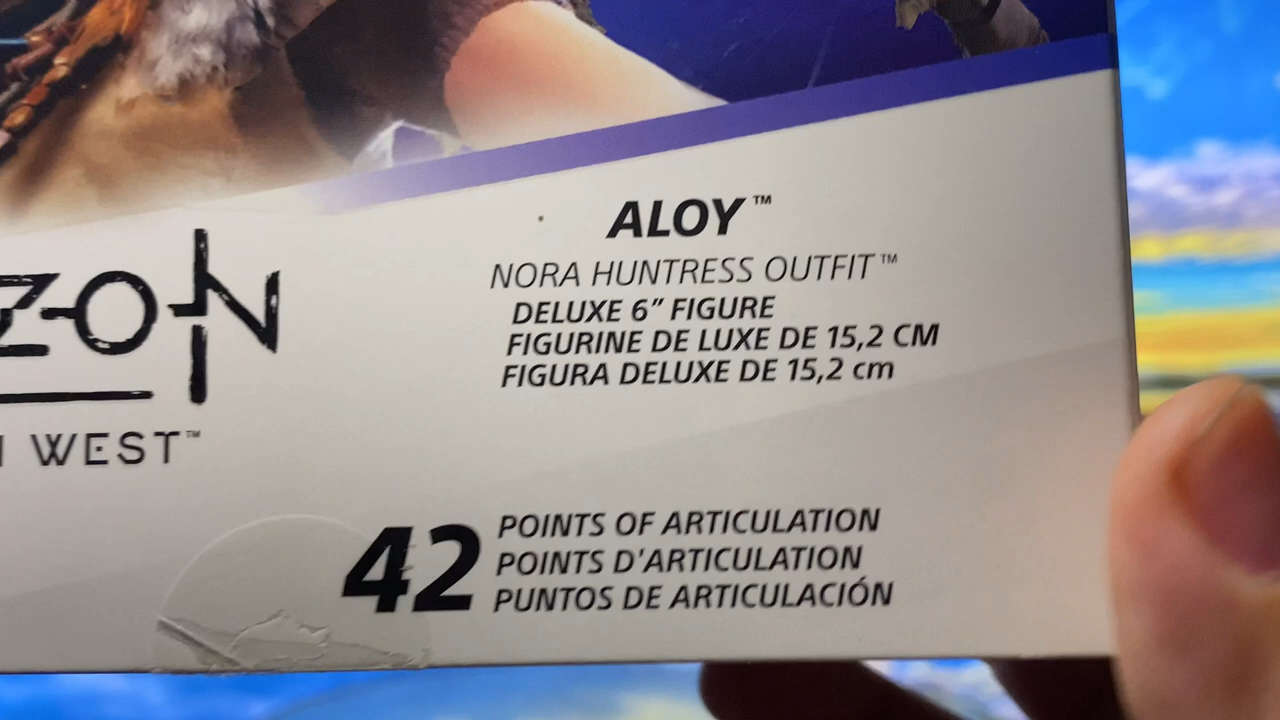 ALOY™
NORA HUNTRESS OUTFIT™
DELUXE 6” FIGURE
FIGURINE DE LUXE DE 15,2 CM
FIGURA DELUXE DE 15,2 cm
ZON
WEST™
42
POINTS OF ARTICULATION
POINTS D'ARTICULATION
PUNTOS DE ARTICULACIÓN